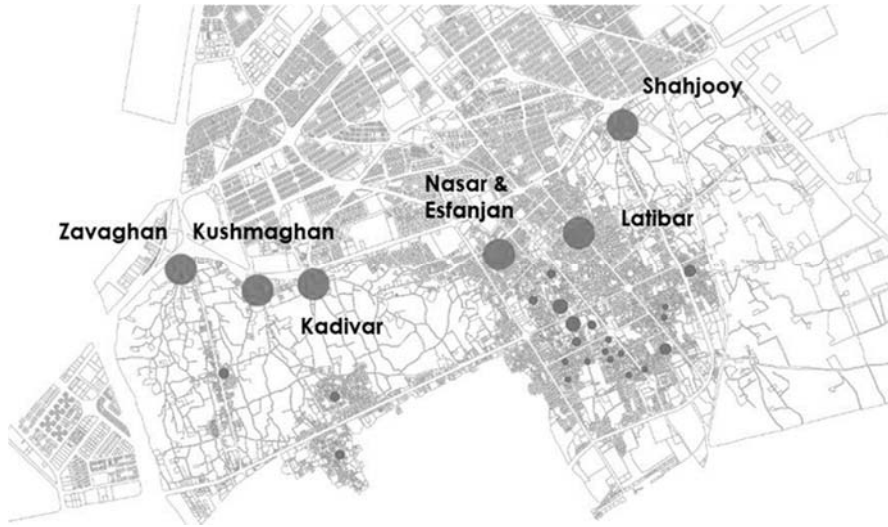 Shahjooy
Nasar &
Esfanjan
Latibar
Zavaghan
Kushmaghan
Kadivar